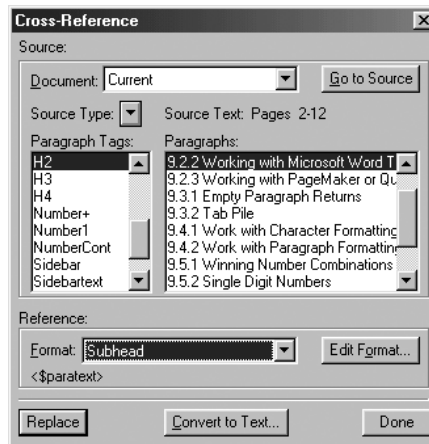 Cross-Reference
Source:
Document: Current
Go to Source
Source Type:
Source Text: Pages 2-12
Paragraph Tags:
Paragraphs:
H2
H3
H4
Number+
Number1
NumberCont
Sidebar
Sidebartext
9.2.2 Working with Microsoft Word T
9.2.3 Working with PageMaker or Qu
9.3.1 Empty Paragraph Returns
9.3.2 Tab Pile
9.4.1 Work with Character Formatting
9.4.2 Work with Paragraph Formattin
9.5.1 Winning Number Combinations
9.5.2 Single Digit Numbers
Reference:
Format: Subhead
Edit Format...
<$paratext>
Replace
Convert to Text...
Done